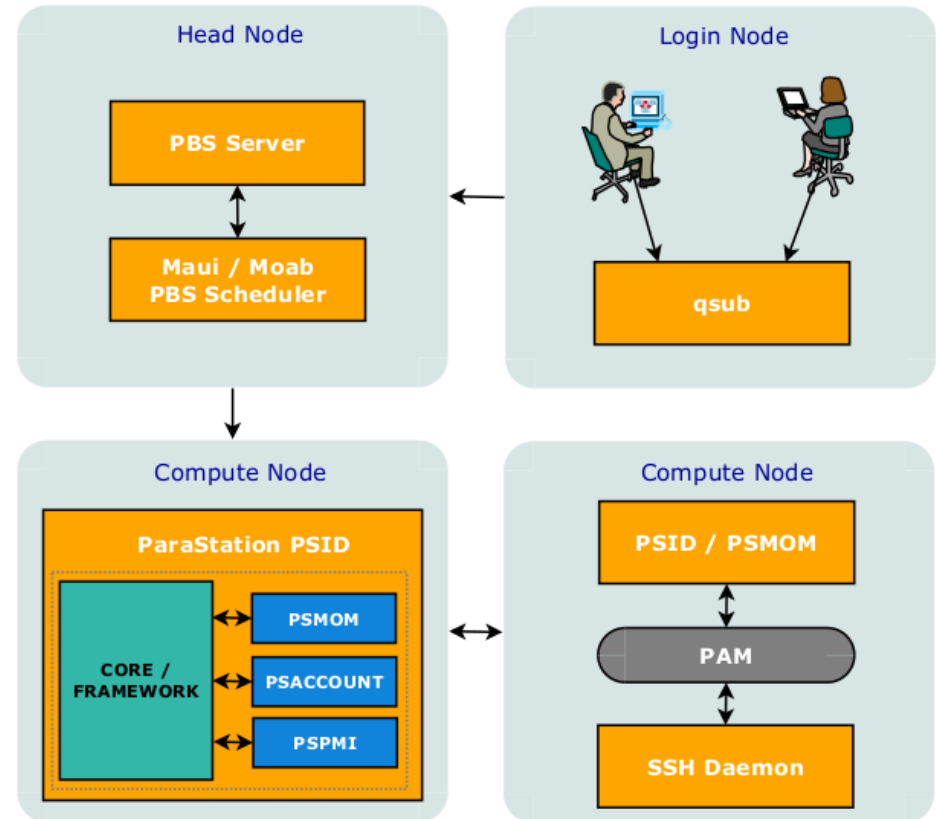 Head Node
PBS Server
Maui / Moab
PBS Scheduler
Login Node
qsub
Compute Node
ParaStation PSID
CORE /
FRAMEWORK
PSMOM
PSACCOUNT
PSPMI
Compute Node
PSID / PSMOM
PAM
SSH Daemon